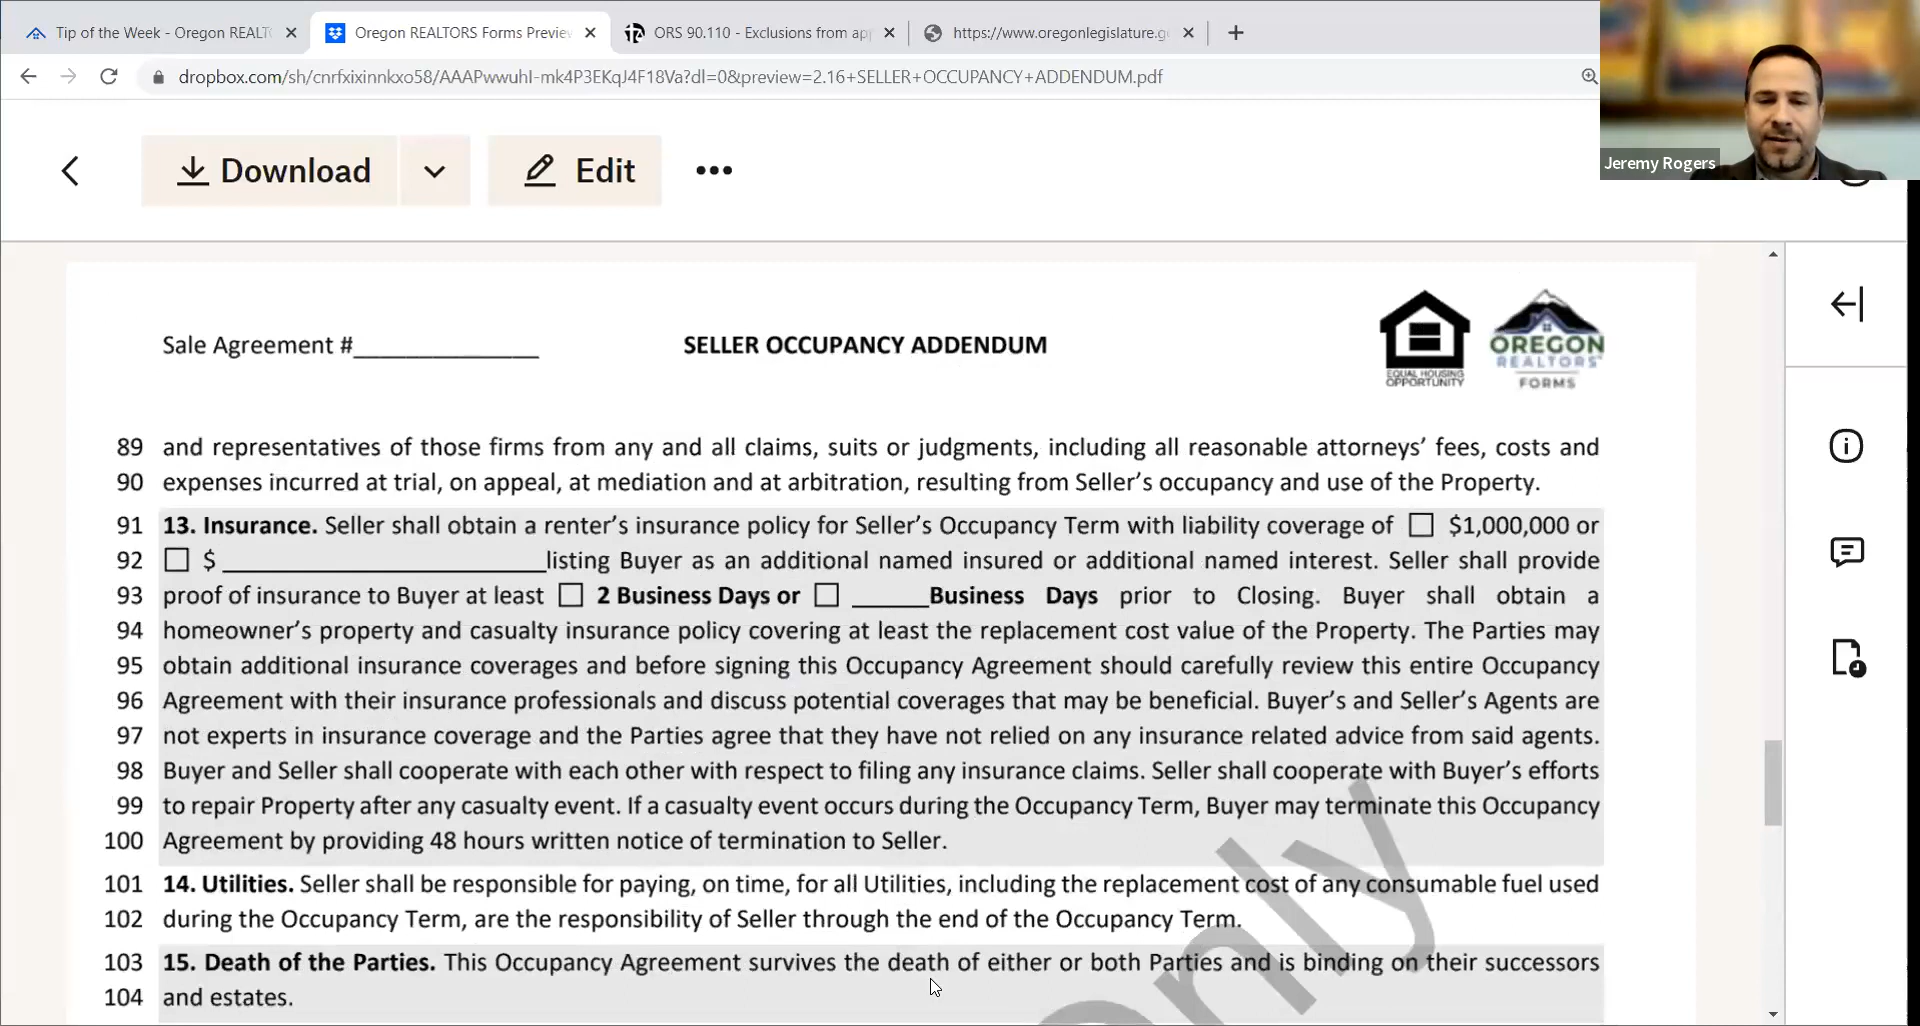 Tip of the Week - Oregon REALT
Oregon REALTORS Forms Previe
ORS 90.110 - Exclusions from ap
https://www.oregonlegislature.g
dropbox.com/sh/cnrfxixinnkxo58/AAAPwwuhI-mk4P3EKqJ4F18Va?dl=0&preview=2.16+SELLER+OCCUPANCY+ADDENDUM.pdf
Jeremy Rogers
Download
Edit
Sale Agreement #_______________
SELLER OCCUPANCY ADDENDUM
EQUAL HOUSING
OPPORTUNITY
OREGON
REALTORS
FORMS
89 and representatives of those firms from any and all claims, suits or judgments, including all reasonable attorneys’ fees, costs and
90 expenses incurred at trial, on appeal, at mediation and at arbitration, resulting from Seller’s occupancy and use of the Property.
91 13. Insurance. Seller shall obtain a renter’s insurance policy for Seller’s Occupancy Term with liability coverage of ☐ $1,000,000 or
92 ☐ $ __________________________listing Buyer as an additional named insured or additional named interest. Seller shall provide
93 proof of insurance to Buyer at least ☐ 2 Business Days or ☐ ______Business Days prior to Closing. Buyer shall obtain a
94 homeowner’s property and casualty insurance policy covering at least the replacement cost value of the Property. The Parties may
95 obtain additional insurance coverages and before signing this Occupancy Agreement should carefully review this entire Occupancy
96 Agreement with their insurance professionals and discuss potential coverages that may be beneficial. Buyer’s and Seller’s Agents are
97 not experts in insurance coverage and the Parties agree that they have not relied on any insurance related advice from said agents.
98 Buyer and Seller shall cooperate with each other with respect to filing any insurance claims. Seller shall cooperate with Buyer’s efforts
99 to repair Property after any casualty event. If a casualty event occurs during the Occupancy Term, Buyer may terminate this Occupancy
100 Agreement by providing 48 hours written notice of termination to Seller.
101 14. Utilities. Seller shall be responsible for paying, on time, for all Utilities, including the replacement cost of any consumable fuel used
102 during the Occupancy Term, are the responsibility of Seller through the end of the Occupancy Term.
103 15. Death of the Parties. This Occupancy Agreement survives the death of either or both Parties and is binding on their successors
104 and estates.
Only